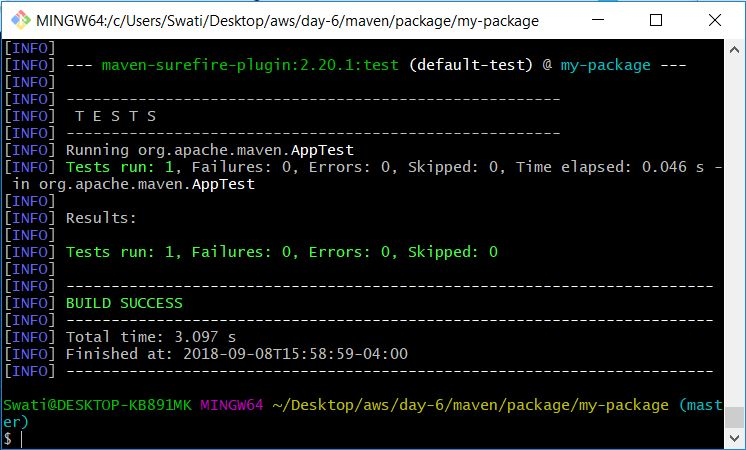 MINGW64:/c/Users/Swati/Desktop/aws/day-6/maven/package/my-package
[INFO]
[INFO] --- maven-surefire-plugin:2.20.1:test (default-test) @ my-package ---
[INFO]
[INFO] -------------------------------------------------------
[INFO]  T E S T S
[INFO] -------------------------------------------------------
[INFO] Running org.apache.maven.AppTest
[INFO] Tests run: 1, Failures: 0, Errors: 0, Skipped: 0, Time elapsed: 0.046 s -
 in org.apache.maven.AppTest
[INFO]
[INFO] Results:
[INFO]
[INFO] Tests run: 1, Failures: 0, Errors: 0, Skipped: 0
[INFO]
[INFO] ------------------------------------------------------------------------
[INFO] BUILD SUCCESS
[INFO] ------------------------------------------------------------------------
[INFO] Total time: 3.097 s
[INFO] Finished at: 2018-09-08T15:58:59-04:00
[INFO] ------------------------------------------------------------------------
Swati@DESKTOP-KB891MK MINGW64 ~/Desktop/aws/day-6/maven/package/my-package (mast
er)
$